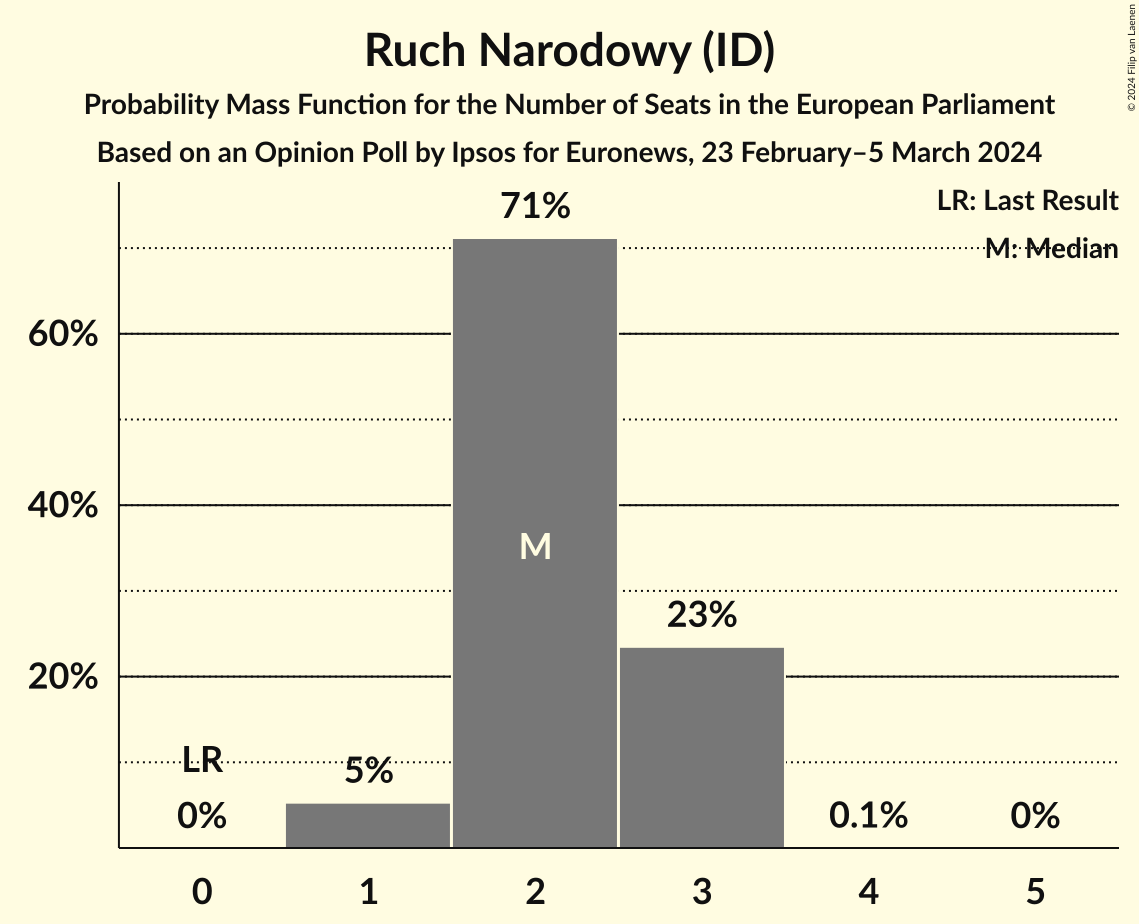 Ruch Narodowy (ID)
Probability Mass Function for the Number of Seats in the European Parliament
Based on an Opinion Poll by Ipsos for Euronews, 23 February–5 March 2024
© 2024 Filip van Laenen
LR: Last Result
M: Median
71%
60%
40%
M
23%
20%
LR
5%
0%
0.1%
0%
0 1 2 3 4 5